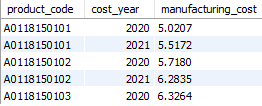 product_code cost_year manufacturing_cost
A0118150101 2020 5.0207
A0118150101 2021 5.5172
A0118150102 2020 5.7180
A0118150102 2021 6.2835
A0118150103 2020 6.3264